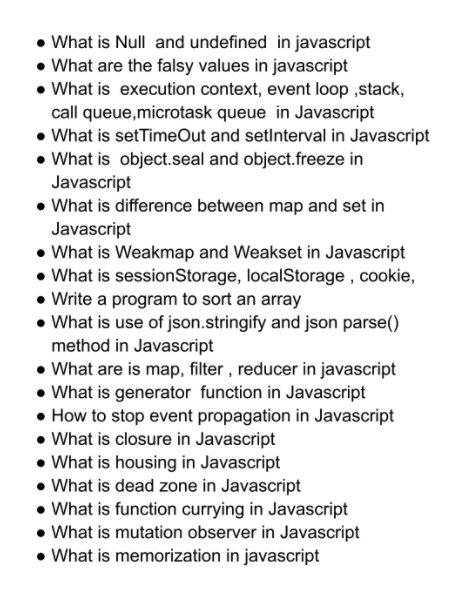 ● What is Null  and undefined  in javascript
● What are the falsy values in javascript
● What is  execution context, event loop ,stack,
call queue,microtask queue  in Javascript
● What is setTimeOut and setInterval in Javascript
● What is  object.seal and object.freeze in
Javascript
● What is difference between map and set in
Javascript
● What is Weakmap and Weakset in Javascript
● What is sessionStorage, localStorage , cookie,
● Write a program to sort an array
● What is use of json.stringify and json parse()
method in Javascript
● What are is map, filter , reducer in javascript
● What is generator  function in Javascript
● How to stop event propagation in Javascript
● What is closure in Javascript
● What is housing in Javascript
● What is dead zone in Javascript
● What is function currying in Javascript
● What is mutation observer in Javascript
● What is memorization in javascript